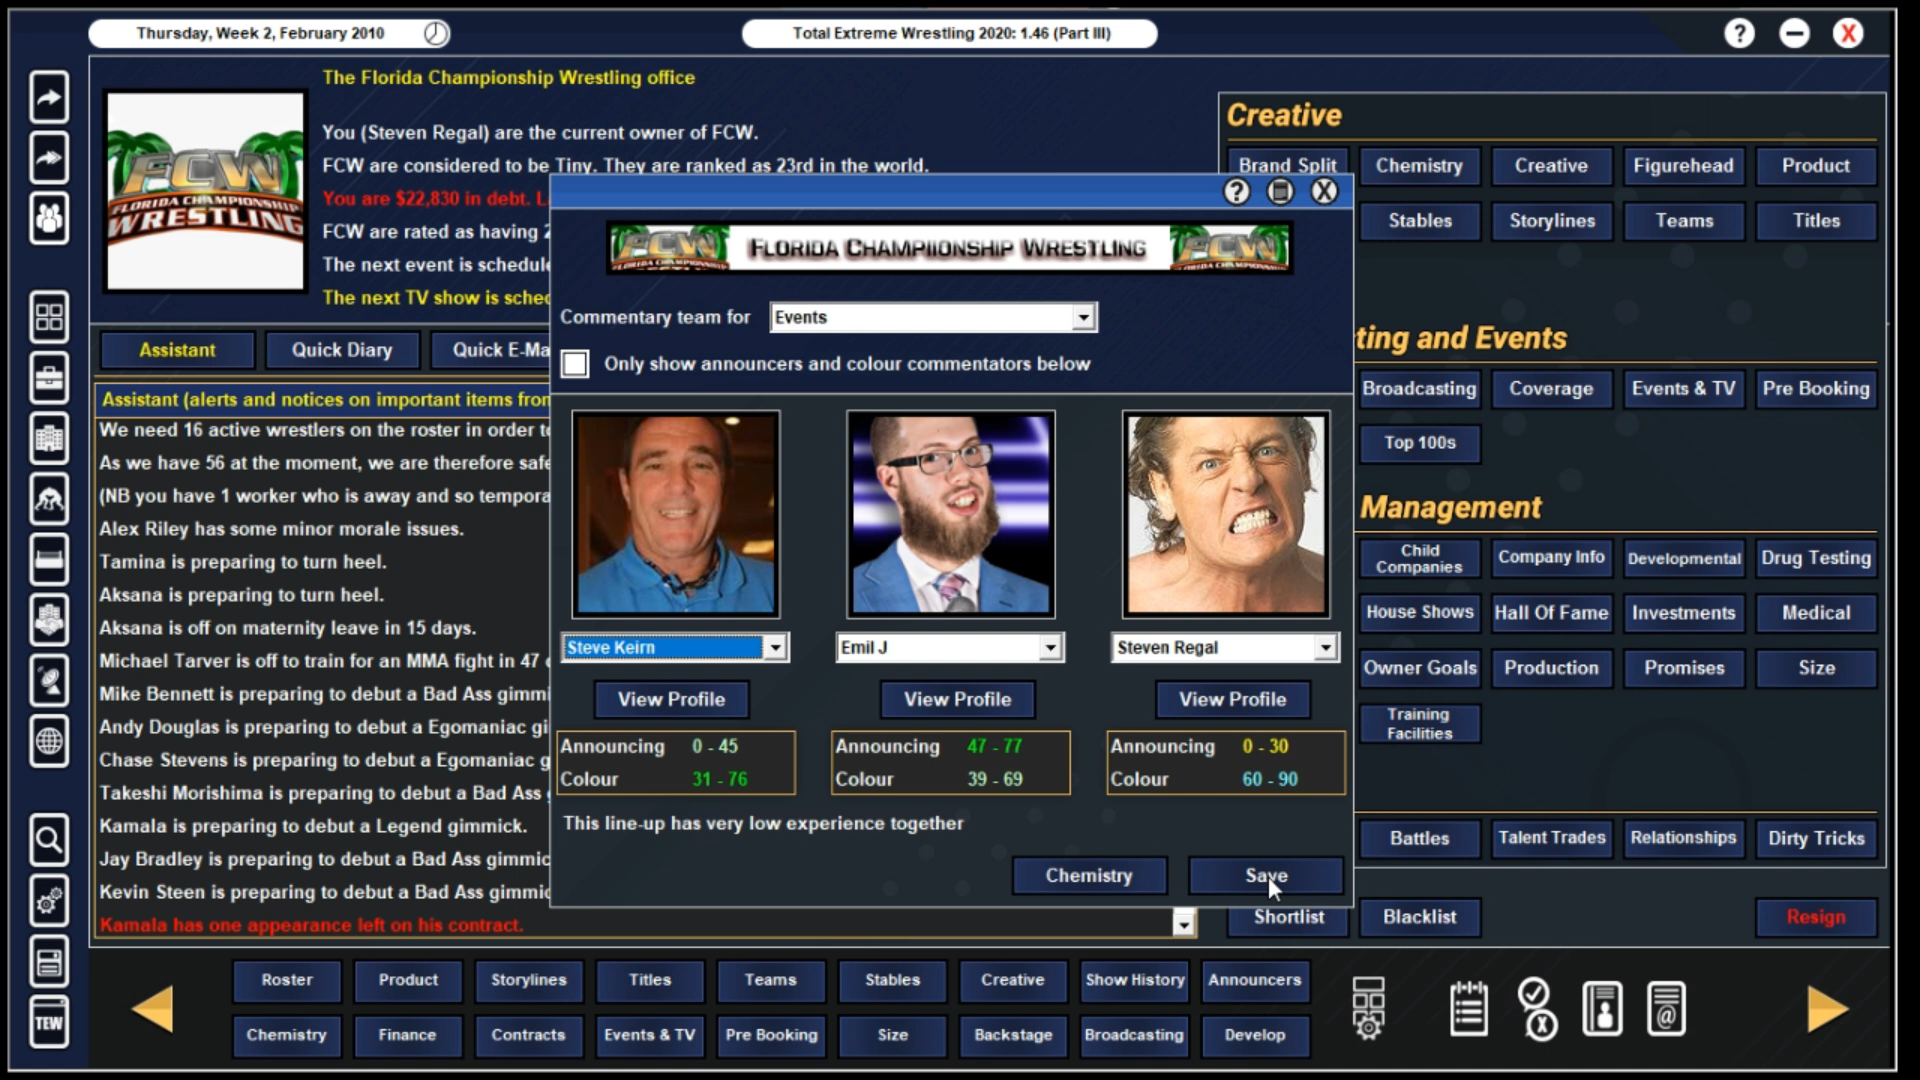 Thursday, Week 2, February 2010
Total Extreme Wrestling 2020: 1.46 (Part III)
?
X
The Florida Championship Wrestling office
You (Steven Regal) are the current owner of FCW.
FCW are considered to be Tiny. They are ranked as 23rd in the world.
You are $22,830 in debt.
FCW are rated as having
The next event is schedule
The next TV show is sched
FCW
FLORIDA CHAMPIONSHIP
WRESTLING
Creative
Brand Split
Chemistry
Creative
Figurehead
Product
Stables
Storylines
Teams
Titles
? X
FCW FLORIDA CHAMPIIONSHIP WRESTLING FCW
Commentary team for Events
Only show announcers and colour commentators below
Assistant
Quick Diary
Quick E-Ma
Assistant (alerts and notices on important items from
We need 16 active wrestlers on the roster in order to
As we have 56 at the moment, we are therefore safe
(NB you have 1 worker who is away and so tempora
Alex Riley has some minor morale issues.
Tamina is preparing to turn heel.
Aksana is preparing to turn heel.
Aksana is off on maternity leave in 15 days.
Michael Tarver is off to train for an MMA fight in 47
Mike Bennett is preparing to debut a Bad Ass gimmi
Andy Douglas is preparing to debut a Egomaniac gi
Chase Stevens is preparing to debut a Egomaniac g
Takeshi Morishima is preparing to debut a Bad Ass
Kamala is preparing to debut a Legend gimmick.
Jay Bradley is preparing to debut a Bad Ass gimmic
Kevin Steen is preparing to debut a Bad Ass gimmic
Kamala has one appearance left on his contract.
Steve Keirn
Emil J
Steven Regal
View Profile
View Profile
View Profile
Announcing 0 - 45
Colour 31 - 76
Announcing 47 - 77
Colour 39 - 69
Announcing 0 - 30
Colour 60 - 90
This line-up has very low experience together
Chemistry
Save
ting and Events
Broadcasting
Coverage
Events & TV
Pre Booking
Top 100s
Management
Child Companies
Company Info
Developmental
Drug Testing
House Shows
Hall Of Fame
Investments
Medical
Owner Goals
Production
Promises
Size
Training Facilities
Battles
Talent Trades
Relationships
Dirty Tricks
Shortlist
Blacklist
Resign
TEW
Roster
Product
Storylines
Titles
Teams
Stables
Creative
Show History
Announcers
Chemistry
Finance
Contracts
Events & TV
Pre Booking
Size
Backstage
Broadcasting
Develop